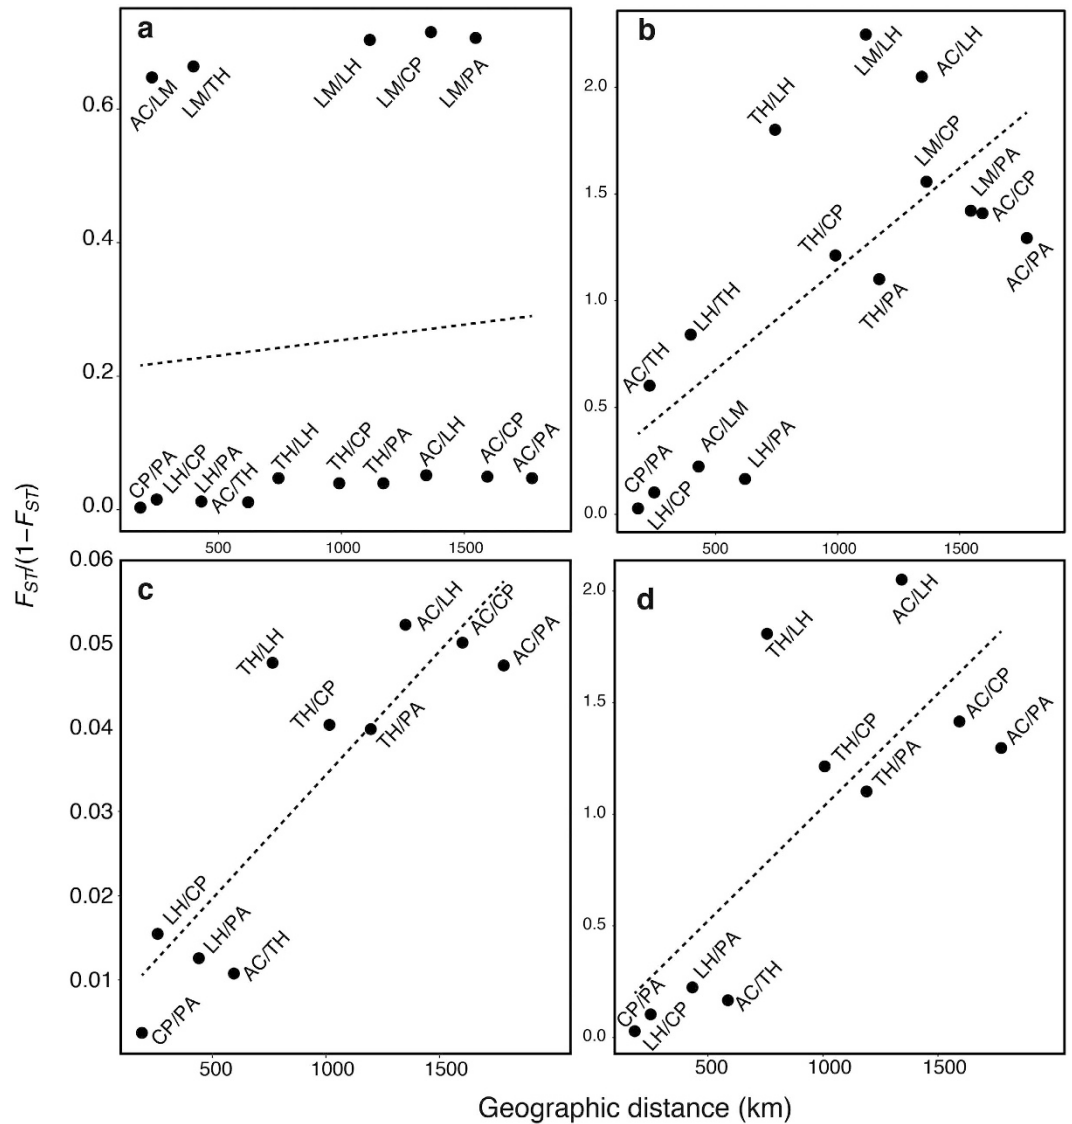 a
0.6
0.4
0.2
0.0
AC/LM
LM/TH
LM/LH
LM/CP
LM/PA
CP/PA
LH/CP
LH/PA
AC/TH
TH/LH
TH/CP
TH/PA
AC/LH
AC/CP
AC/PA
500 1000 1500
b
2.0
1.5
1.0
0.5
0.0
LM/LH
AC/LH
TH/LH
LM/CP
LM/PA
AC/CP
AC/PA
TH/CP
TH/PA
LH/TH
AC/TH
AC/LM
LH/PA
CP/PA
LH/CP
500 1000 1500
FST/(1−FST)
c
0.06
0.05
0.04
0.03
0.02
0.01
AC/LH
AC/CP
AC/PA
TH/LH
TH/CP
TH/PA
LH/CP
LH/PA
AC/TH
CP/PA
500 1000 1500
d
2.0
1.5
1.0
0.5
0.0
AC/LH
TH/LH
AC/CP
AC/PA
TH/CP
TH/PA
LH/PA
AC/TH
CP/PA
LH/CP
500 1000 1500
Geographic distance (km)